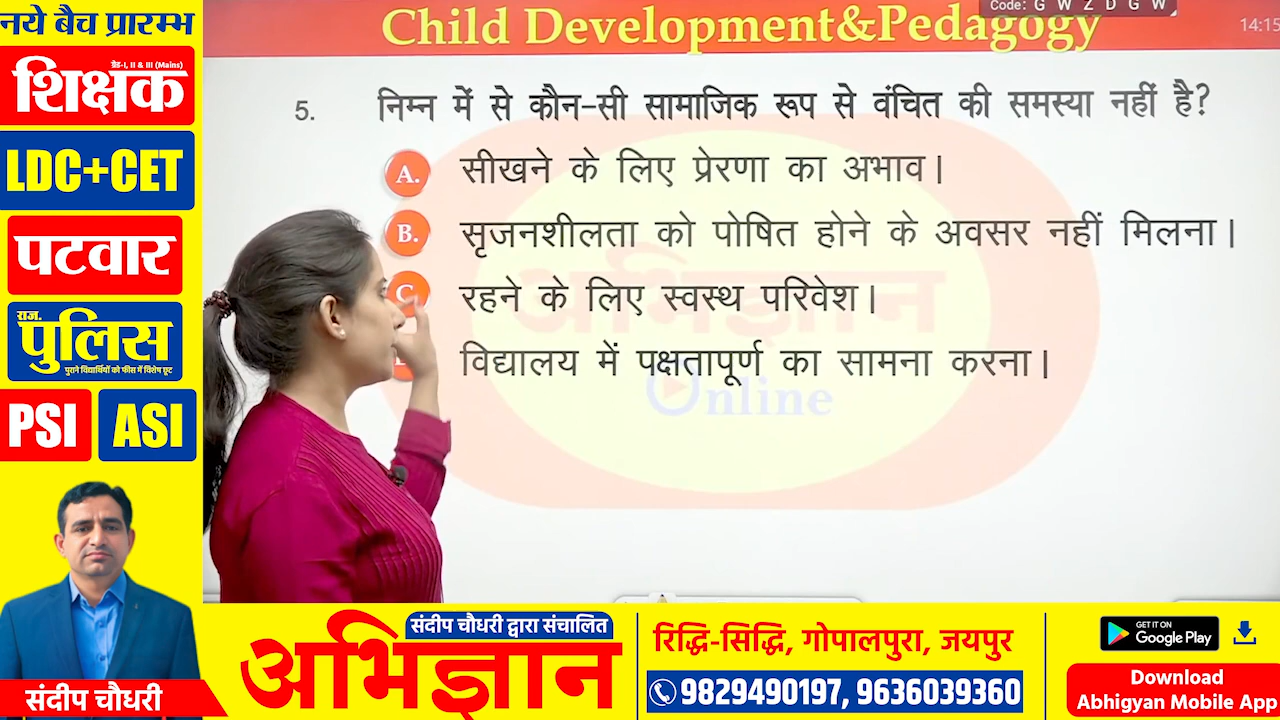 नये बैच प्रारम्भ
ग्रेड-I, II & III (Mains)
शिक्षक
LDC+CET
पटवार
राज.
पुलिस
पुराने विद्यार्थियों को फीस में विशेष छूट
PSI
ASI
संदीप चौधरी
Code: G W Z D G W
Child Development&Pedagogy
14:15
5. निम्न में से कौन-सी सामाजिक रूप से वंचित की समस्या नहीं है?
A. सीखने के लिए प्रेरणा का अभाव।
B. सृजनशीलता को पोषित होने के अवसर नहीं मिलना।
C. रहने के लिए स्वस्थ परिवेश।
विद्यालय में पक्षतापूर्ण का सामना करना।
अभिज्ञान
Online
संदीप चौधरी द्वारा संचालित
अभिज्ञान
रिद्धि-सिद्धि, गोपालपुरा, जयपुर
9829490197, 9636039360
GET IT ON
Google Play
Download
Abhigyan Mobile App